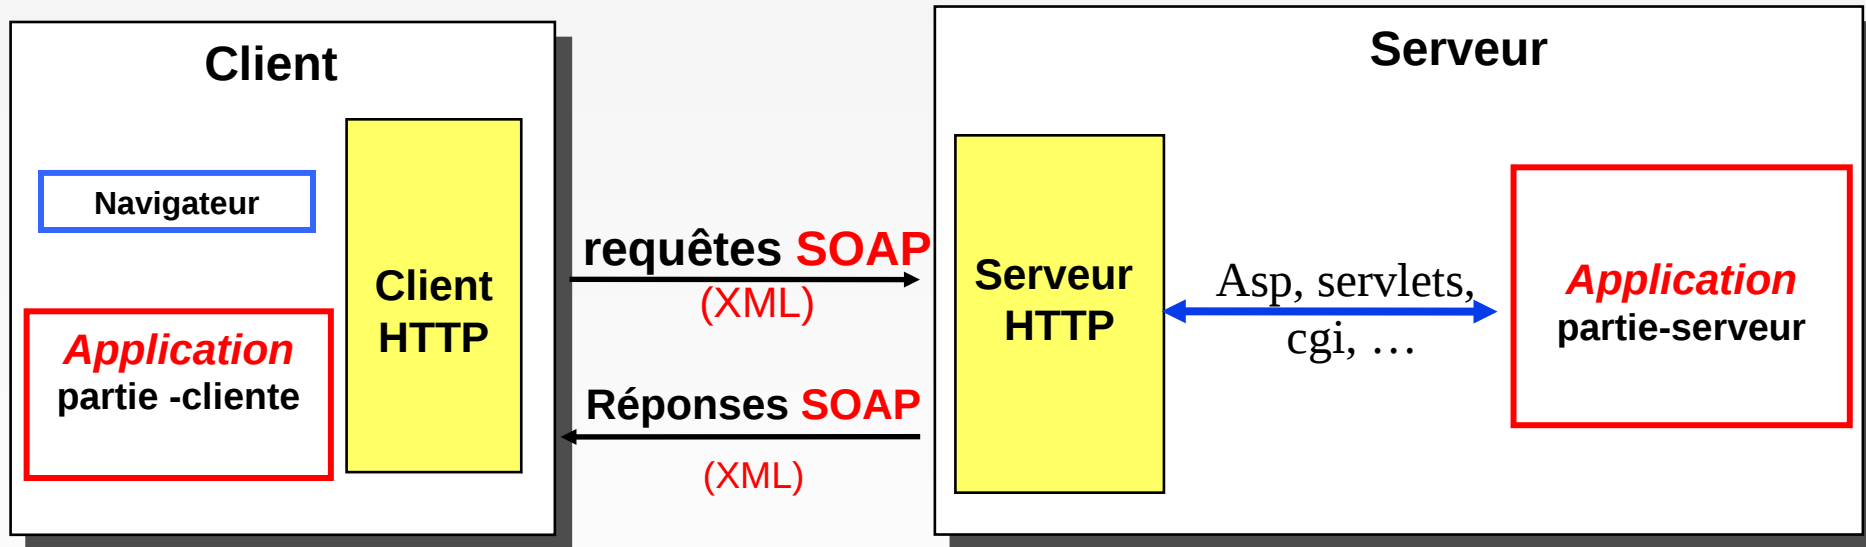 Client
Navigateur
Application
partie -cliente
Client
HTTP
requêtes SOAP
(XML)
Réponses SOAP
(XML)
Serveur
Serveur
HTTP
Asp, servlets,
cgi, …
Application
partie-serveur